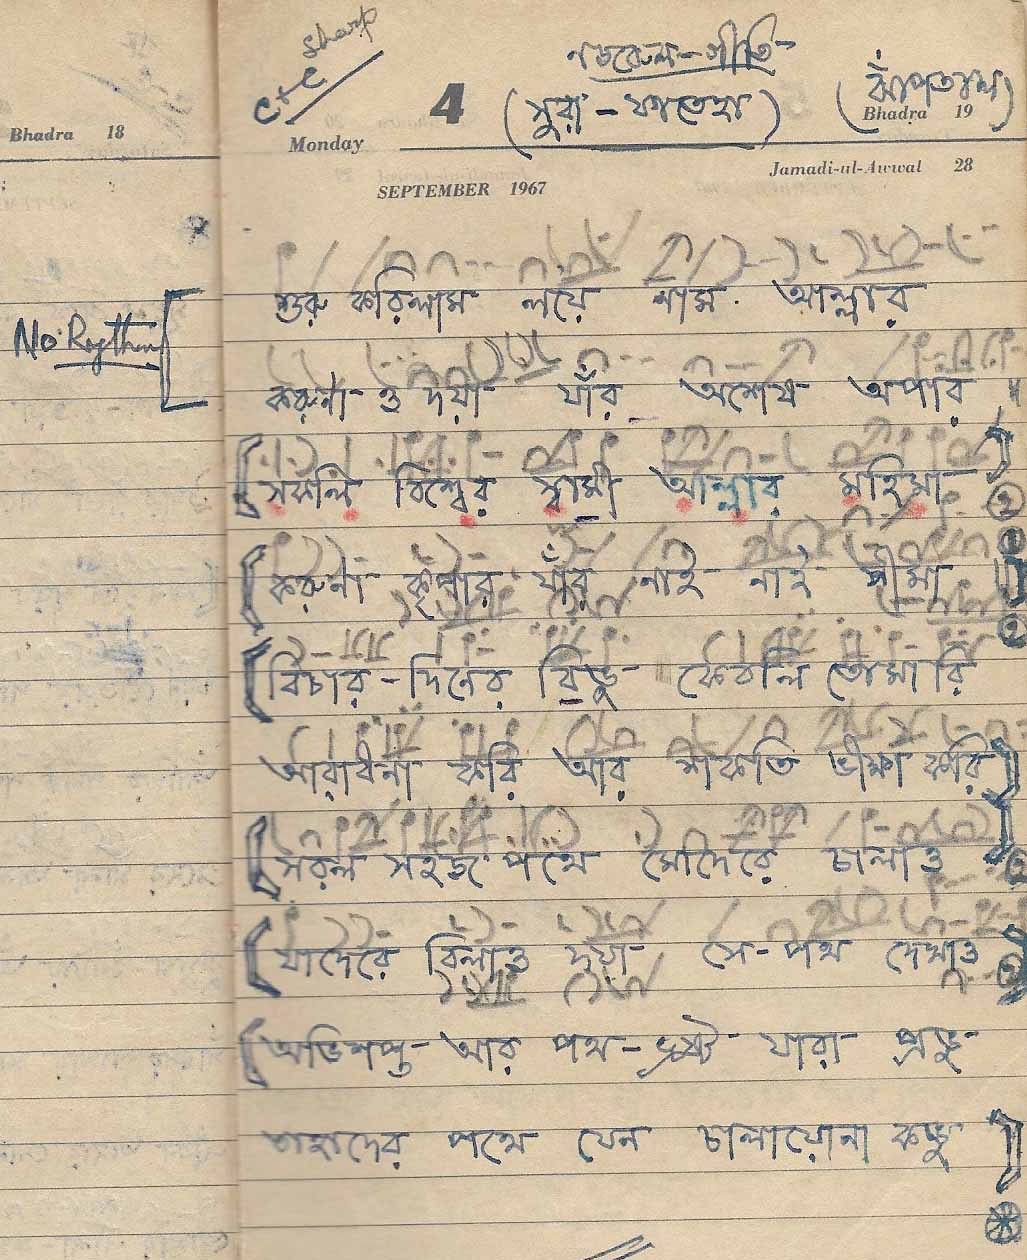 C + C sharp
নজরুল-গীতি
4
(সুরা - ফাতেহা)
(ঝাঁপতাল)
Bhadra 18
Monday
Bhadra 19
SEPTEMBER 1967
Jamadi-ul-Awwal 28
শুরু করিলাম লয়ে নাম আল্লার
No Rythm
করুণা ও দয়া যাঁর অশেষ অপার
সকলি বিশ্বের স্বামী আল্লার মহিমা
করুণা কৃপার যাঁর নাই নাই সীমা
বিচার-দিনের বিভু কেবলি তোমারি
আরাধনা করি আর শকতি ভীক্ষা করি
সরল সহজ পথে মোদেরে চালাও
যাদেরে বিলাও দয়া সে-পথ দেখাও
অভিশপ্ত আর পথ-ভ্রষ্ট যারা প্রভু
তাহাদের পথে যেন চালায়োনা কভু